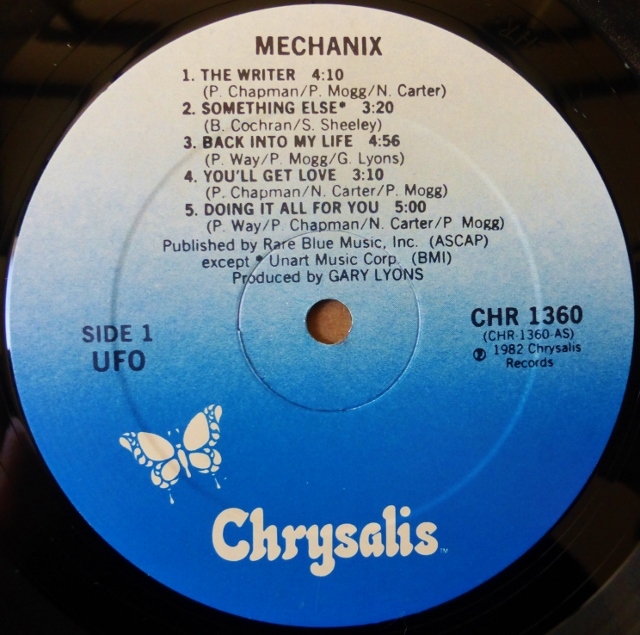 MECHANIX
1. THE WRITER 4:10
(P. Chapman/P. Mogg/N. Carter)
2. SOMETHING ELSE* 3:20
(B. Cochran/S. Sheeley)
3. BACK INTO MY LIFE 4:56
(P. Way/P. Mogg/G. Lyons)
4. YOU'LL GET LOVE 3:10
(P. Chapman/N. Carter/P. Mogg)
5. DOING IT ALL FOR YOU 5:00
(P. Way/P. Chapman/N. Carter/P Mogg)
Published by Rare Blue Music, Inc. (ASCAP)
except * Unart Music Corp. (BMI)
Produced by GARY LYONS
SIDE 1
UFO
CHR 1360
(CHR-1360-AS)
℗ 1982 Chrysalis
Records
Chrysalis™